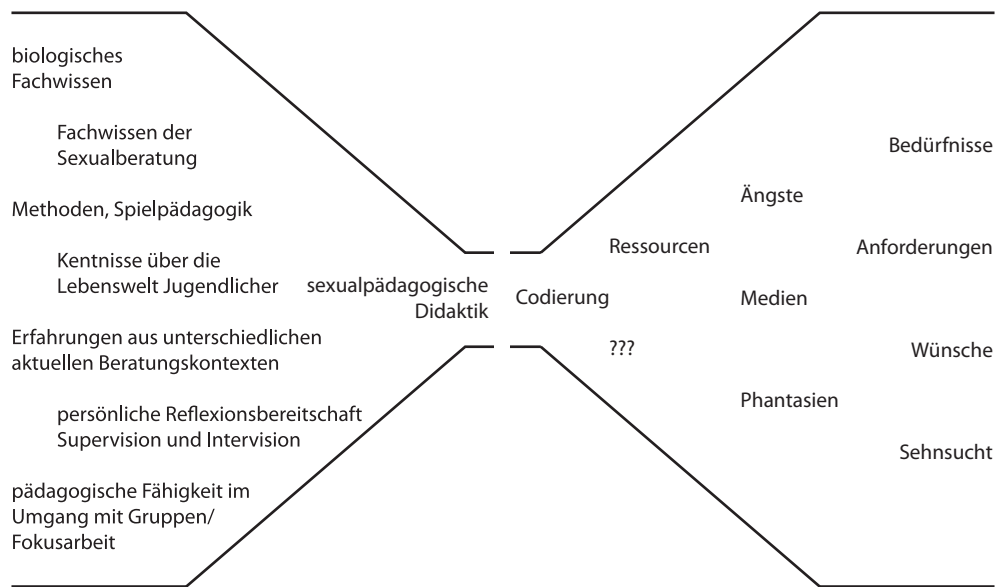 biologisches
Fachwissen
Fachwissen der
Sexualberatung
Methoden, Spielpädagogik
Kentnisse über die
Lebenswelt Jugendlicher
Erfahrungen aus unterschiedlichen
aktuellen Beratungskontexten
persönliche Reflexionsbereitschaft
Supervision und Intervision
pädagogische Fähigkeit im
Umgang mit Gruppen/
Fokusarbeit
sexualpädagogische
Didaktik
Codierung
Ressourcen
???
Ängste
Medien
Phantasien
Bedürfnisse
Anforderungen
Wünsche
Sehnsucht